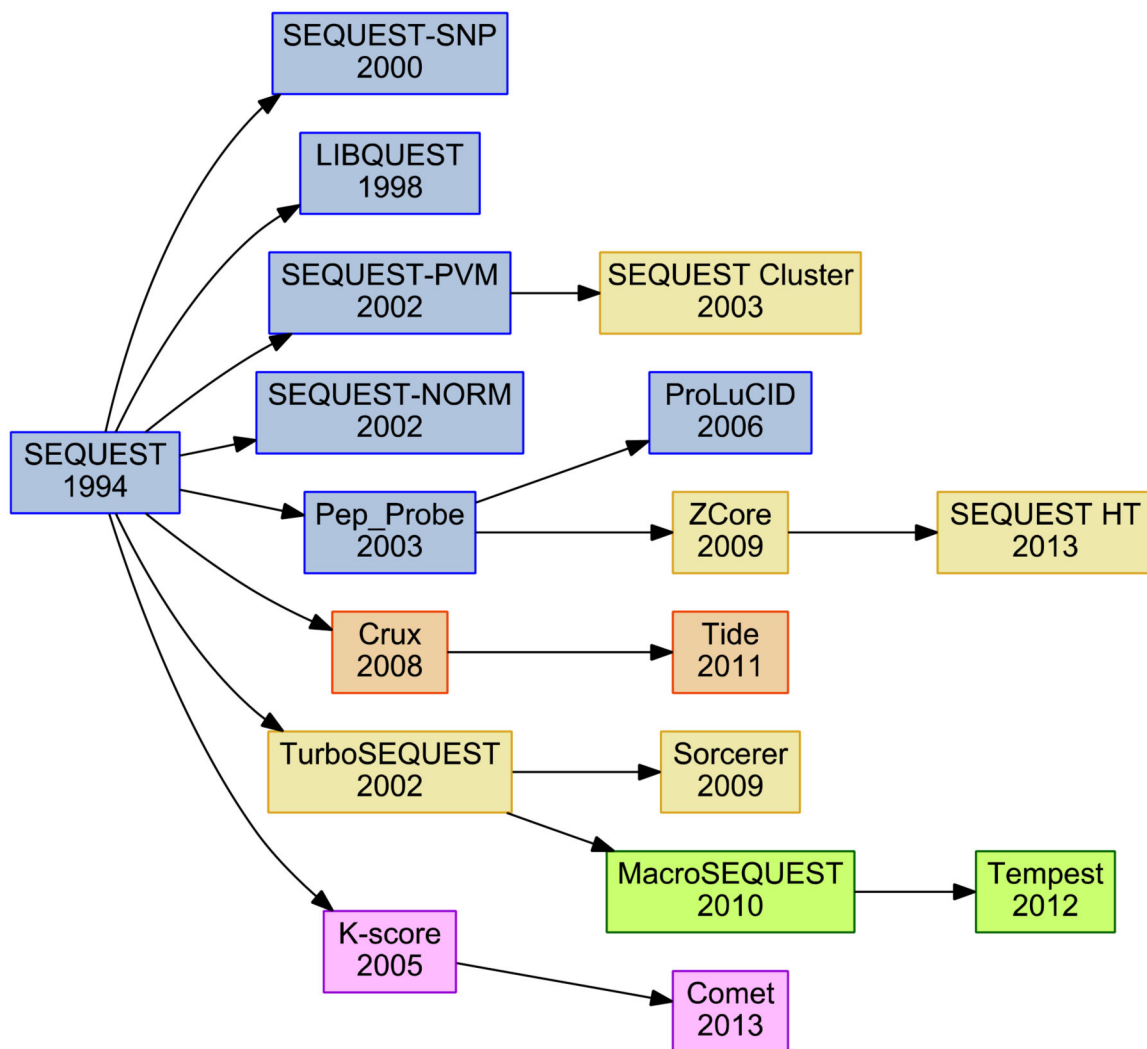 SEQUEST-SNP
2000
LIBQUEST
1998
SEQUEST-PVM
2002
SEQUEST Cluster
2003
SEQUEST-NORM
2002
ProLuCID
2006
SEQUEST
1994
Pep_Probe
2003
ZCore
2009
SEQUEST HT
2013
Crux
2008
Tide
2011
TurboSEQUEST
2002
Sorcerer
2009
MacroSEQUEST
2010
Tempest
2012
K-score
2005
Comet
2013